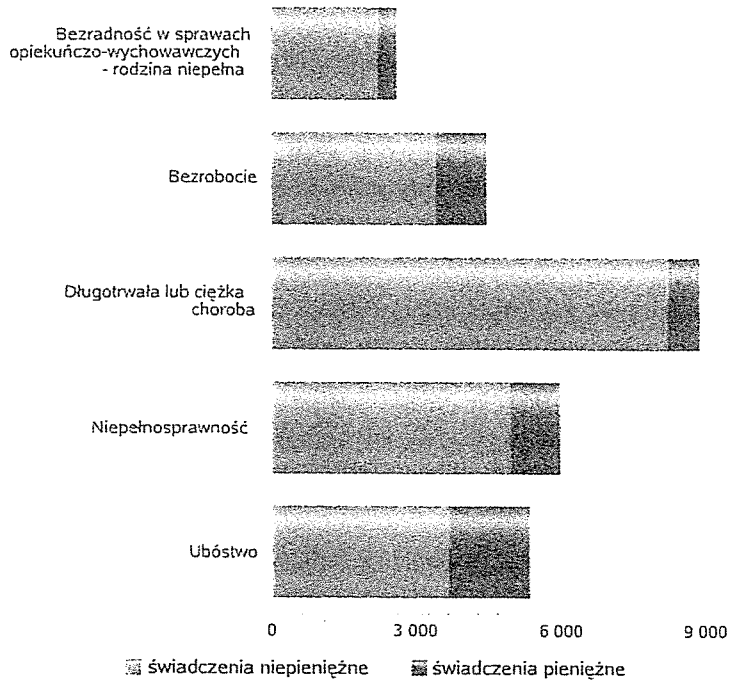 Bezradność w sprawach
opiekuńczo-wychowawczych
- rodzina niepełna
Bezrobocie
Długotrwała lub ciężka
choroba
Niepełnosprawność
Ubóstwo
0 3 000 6 000 9 000
świadczenia niepieniężne świadczenia pieniężne